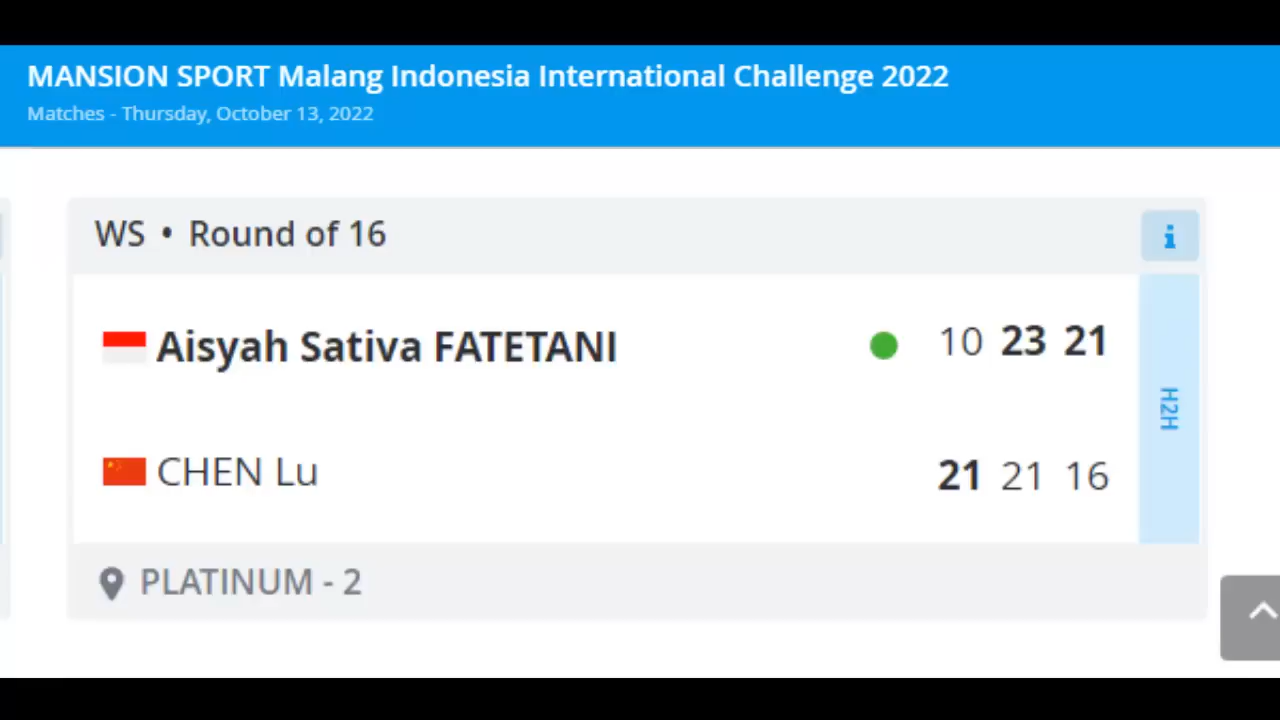 MANSION SPORT Malang Indonesia International Challenge 2022
Matches - Thursday, October 13, 2022
WS • Round of 16
i
Aisyah Sativa FATETANI 10 23 21
CHEN Lu 21 21 16
H2H
PLATINUM - 2